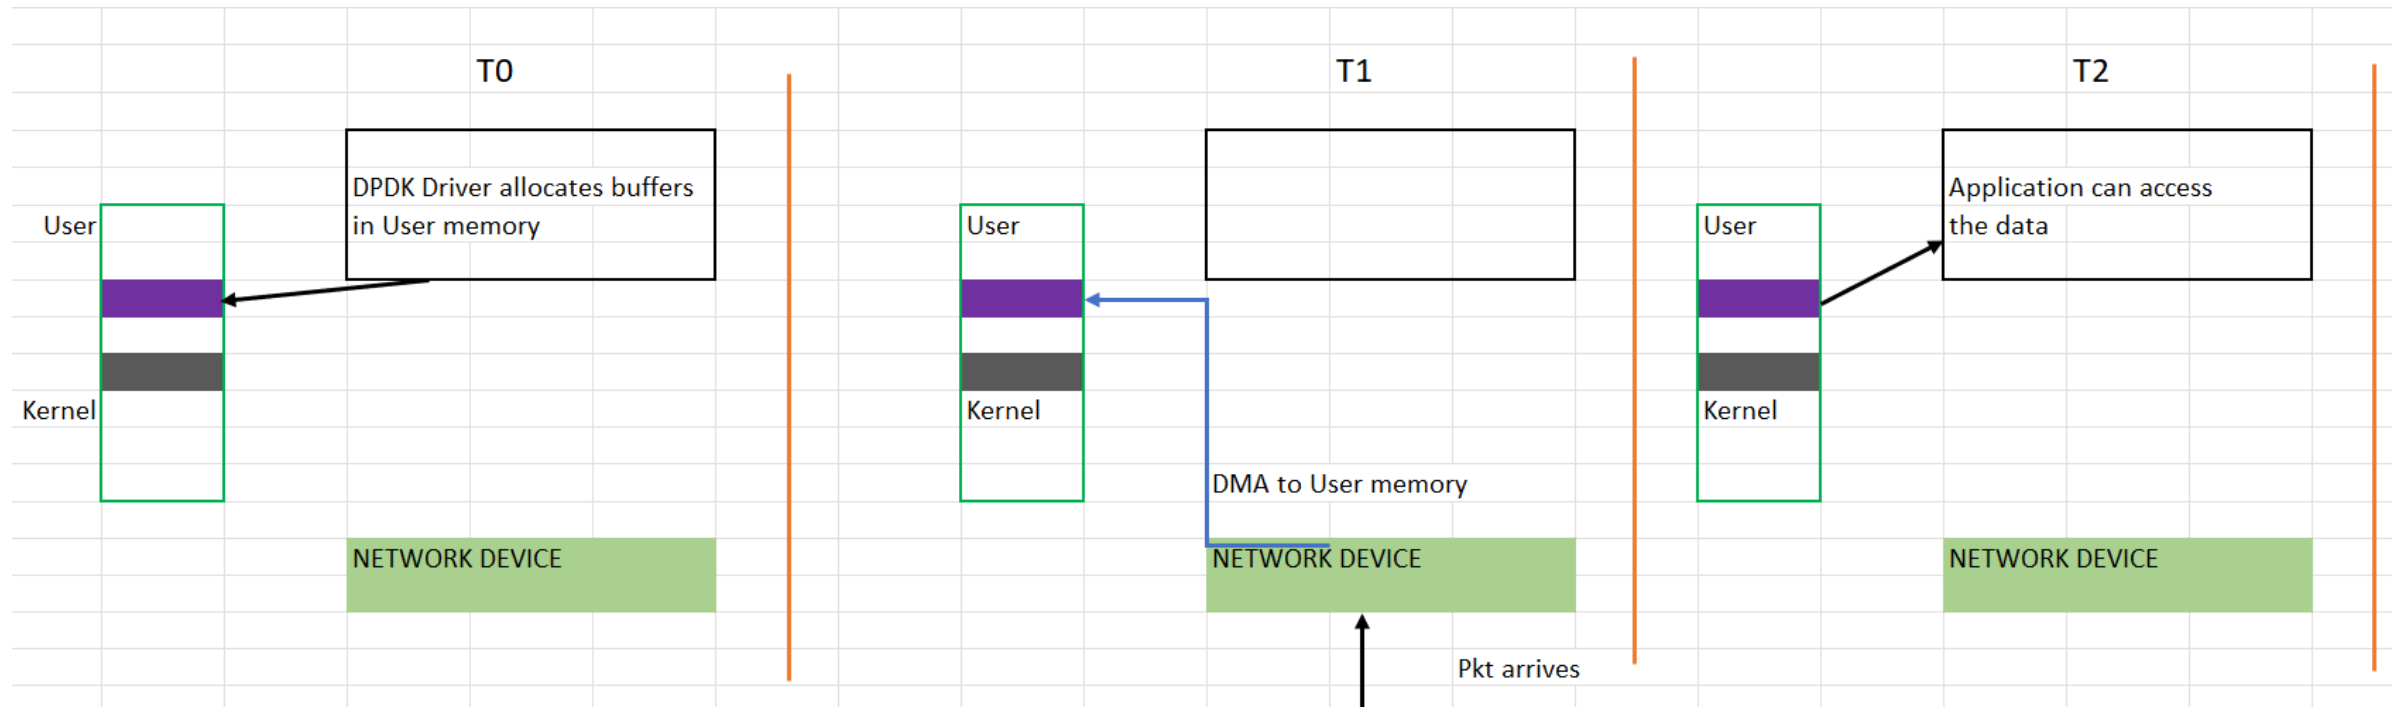 T0
DPDK Driver allocates buffers
in User memory
User
Kernel
NETWORK DEVICE
T1
User
Kernel
DMA to User memory
NETWORK DEVICE
Pkt arrives
T2
Application can access
the data
User
Kernel
NETWORK DEVICE